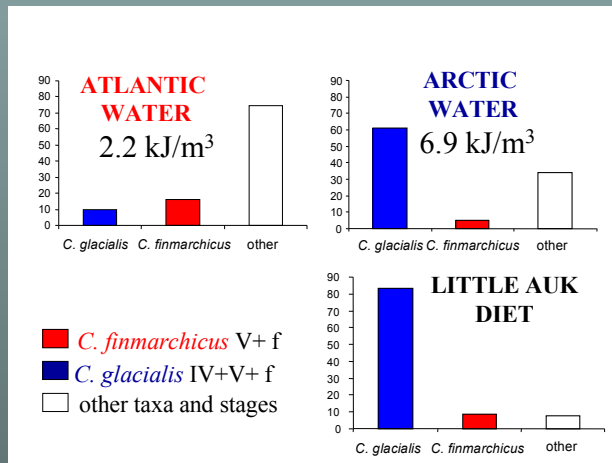 ATLANTIC
WATER
2.2 kJ/m³
90
80
70
60
50
40
30
20
10
0
C. glacialis C. finmarchicus other
ARCTIC
WATER
6.9 kJ/m³
90
80
70
60
50
40
30
20
10
0
C. glacialis C. finmarchicus other
LITTLE AUK
DIET
90
80
70
60
50
40
30
20
10
0
C. glacialis C. finmarchicus other
C. finmarchicus V+ f
C. glacialis IV+V+ f
other taxa and stages